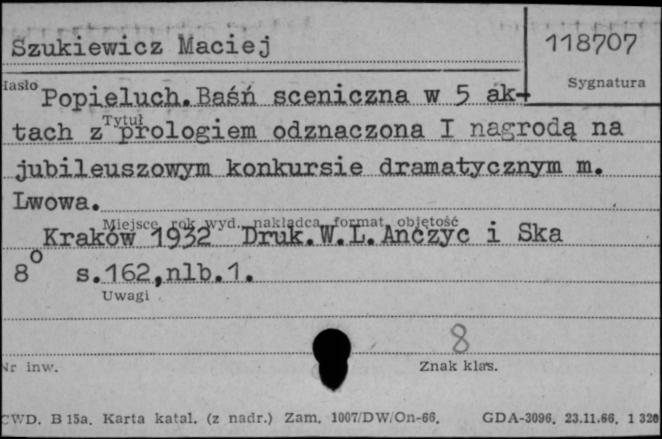 Szukiewicz Maciej
118707
Hasło
Sygnatura
Popieluch. Baśń sceniczna w 5 ak-
Tytuł
tach z prologiem odznaczona I nagrodą na
jubileuszowym konkursie dramatycznym m.
Lwowa.
Miejsce rok wyd., nakładca, format, objętość
Kraków 1932 Druk.W.L.Anczyc i Ska
8° s.162,nlb.1.
Uwagi
8
Nr inw.
Znak klas.
CWD. B 15a. Karta katal. (z nadr.) Zam. 1007/DW/On-66. GDA-3096. 23.11.66. 1 320